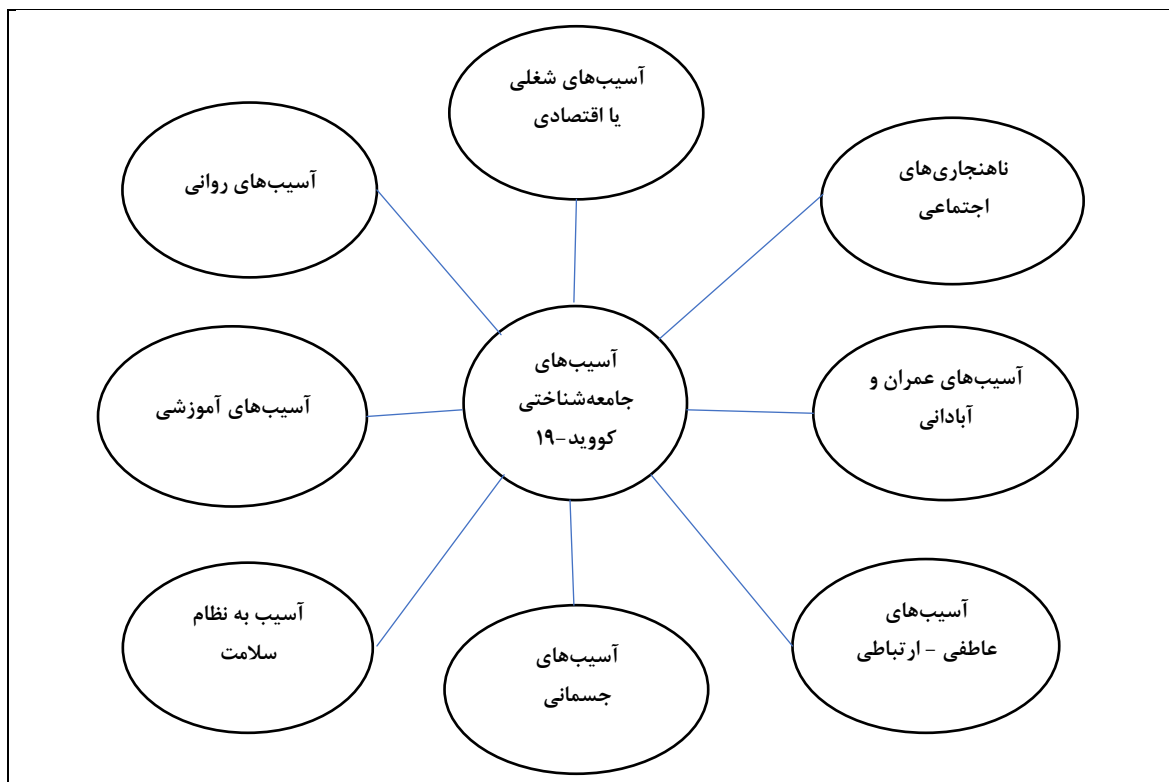 آسیب‌های شغلی
یا اقتصادی
ناهنجاری‌های
اجتماعی
آسیب‌های روانی
آسیب‌های
جامعه‌شناختی
کووید-۱۹
آسیب‌های عمران و
آبادانی
آسیب‌های آموزشی
آسیب‌های
عاطفی - ارتباطی
آسیب‌های
جسمانی
آسیب به نظام
سلامت